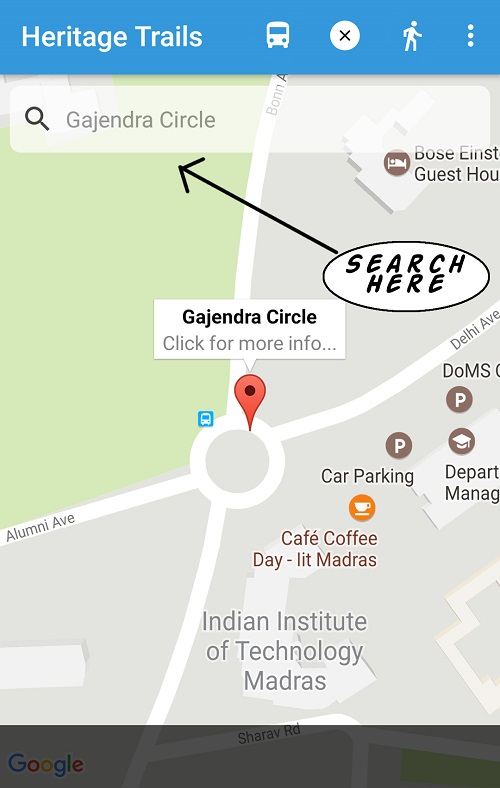 Heritage Trails
Bonn A
Gajendra Circle
Bose Einst
Guest Hou
SEARCH
HERE
Gajendra Circle
Click for more info...
Delhi Ave
DoMS C
P
P
Car Parking
Depart
Manag
Alumni Ave
Café Coffee
Day - Iit Madras
Indian Institute
of Technology
Madras
Sharav Rd
Google